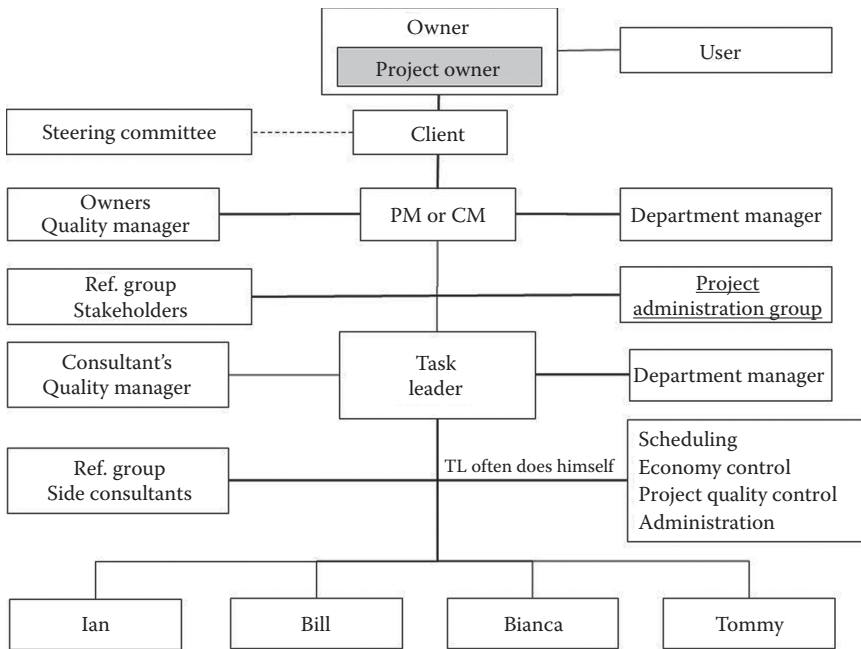 Owner
Project owner
User
Steering committee
Client
Owners
Quality manager
PM or CM
Department manager
Ref. group
Stakeholders
Project
administration group
Consultant's
Quality manager
Task
leader
Department manager
Ref. group
Side consultants
TL often does himself
Scheduling
Economy control
Project quality control
Administration
Ian
Bill
Bianca
Tommy